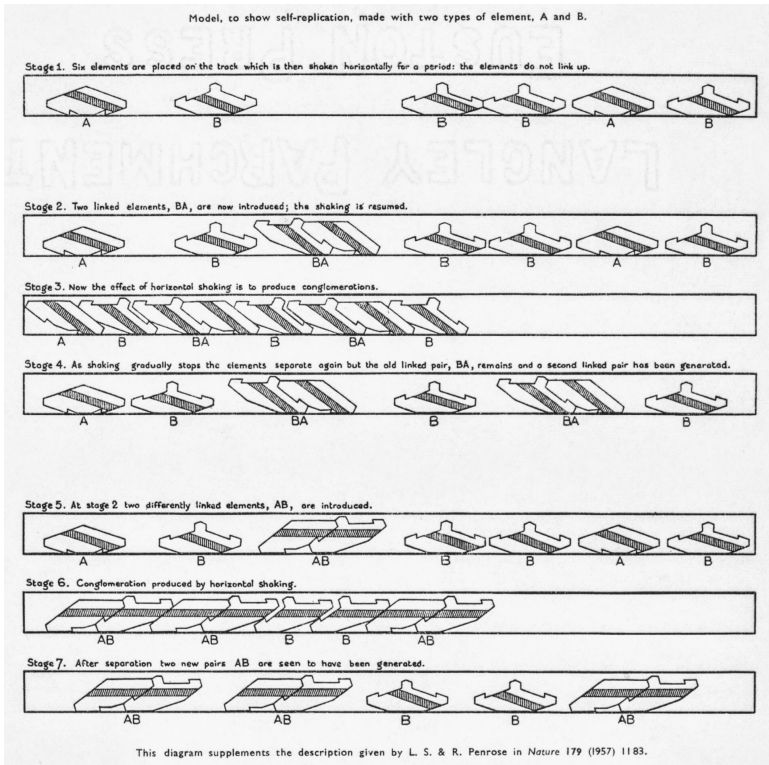 Model, to show self-replication, made with two types of element, A and B.
Stage 1. Six elements are placed on the track which is then shaken horizontally for a period: the elements do not link up.
A B B B A B
Stage 2. Two linked elements, BA, are now introduced; the shaking is resumed.
A B BA B B A B
Stage 3. Now the effect of horizontal shaking is to produce conglomerations.
A B BA B BA B
Stage 4. As shaking gradually stops the elements separate again but the old linked pair, BA, remains and a second linked pair has been generated.
A B BA B BA B
Stage 5. At stage 2 two differently linked elements, AB, are introduced.
A B AB B B A B
Stage 6. Conglomeration produced by horizontal shaking.
AB AB B B AB
Stage 7. After separation two new pairs AB are seen to have been generated.
AB AB B B AB
This diagram supplements the description given by L. S. & R. Penrose in Nature 179 (1957) 1183.